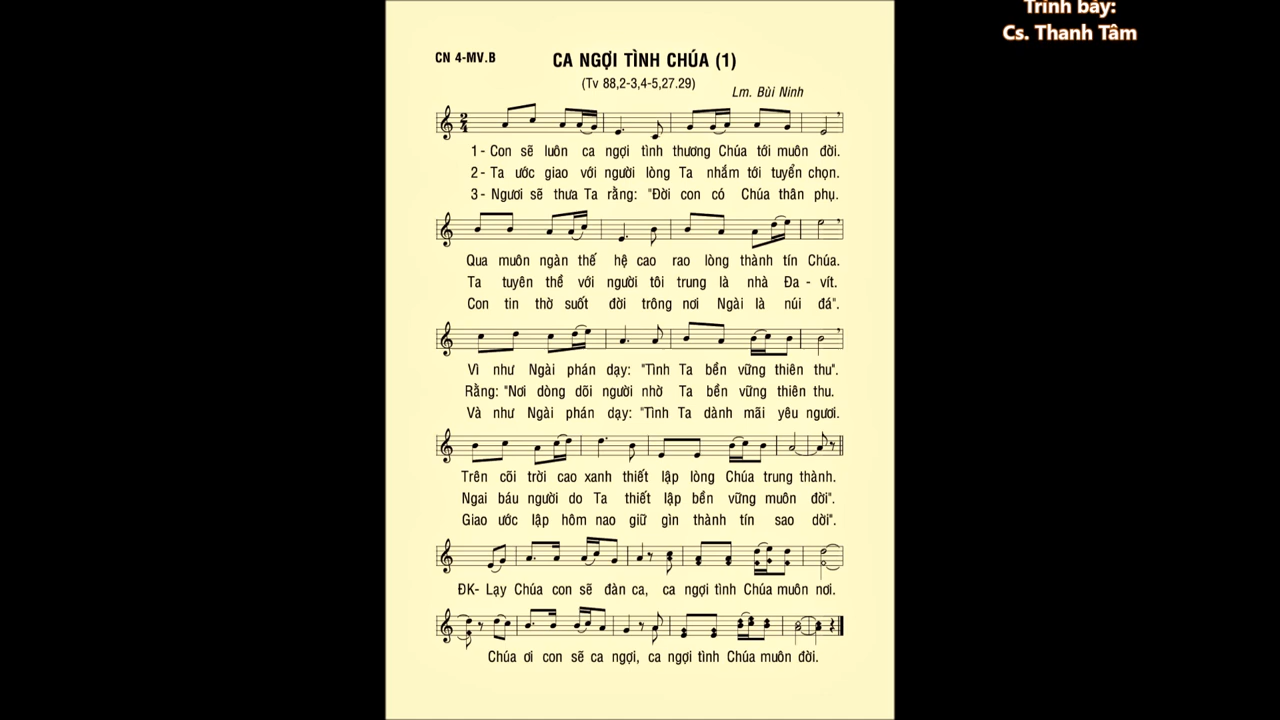 Trình bày:
Cs. Thanh Tâm
CN 4-MV.B
CA NGỢI TÌNH CHÚA (1)
(Tv 88,2-3,4-5,27.29)
Lm. Bùi Ninh
2
4
1- Con sẽ luôn ca ngợi tình thương Chúa tới muôn đời.
2- Ta ước giao với người lòng Ta nhắm tới tuyển chọn.
3- Ngươi sẽ thưa Ta rằng: "Đời con có Chúa thân phụ.
Qua muôn ngàn thế hệ cao rao lòng thành tín Chúa.
Ta tuyên thề với người tôi trung là nhà Đa - vít.
Con tin thờ suốt đời trông nơi Ngài là núi đá".
Vì như Ngài phán dạy: "Tình Ta bền vững thiên thu".
Rằng: "Nơi dòng dõi người nhờ Ta bền vững thiên thu.
Và như Ngài phán dạy: "Tình Ta dành mãi yêu ngươi.
Trên cõi trời cao xanh thiết lập lòng Chúa trung thành.
Ngai báu người do Ta thiết lập bền vững muôn đời".
Giao ước lập hôm nao giữ gìn thành tín sao dời".
ĐK- Lạy Chúa con sẽ đàn ca, ca ngợi tình Chúa muôn nơi.
Chúa ơi con sẽ ca ngợi, ca ngợi tình Chúa muôn đời.